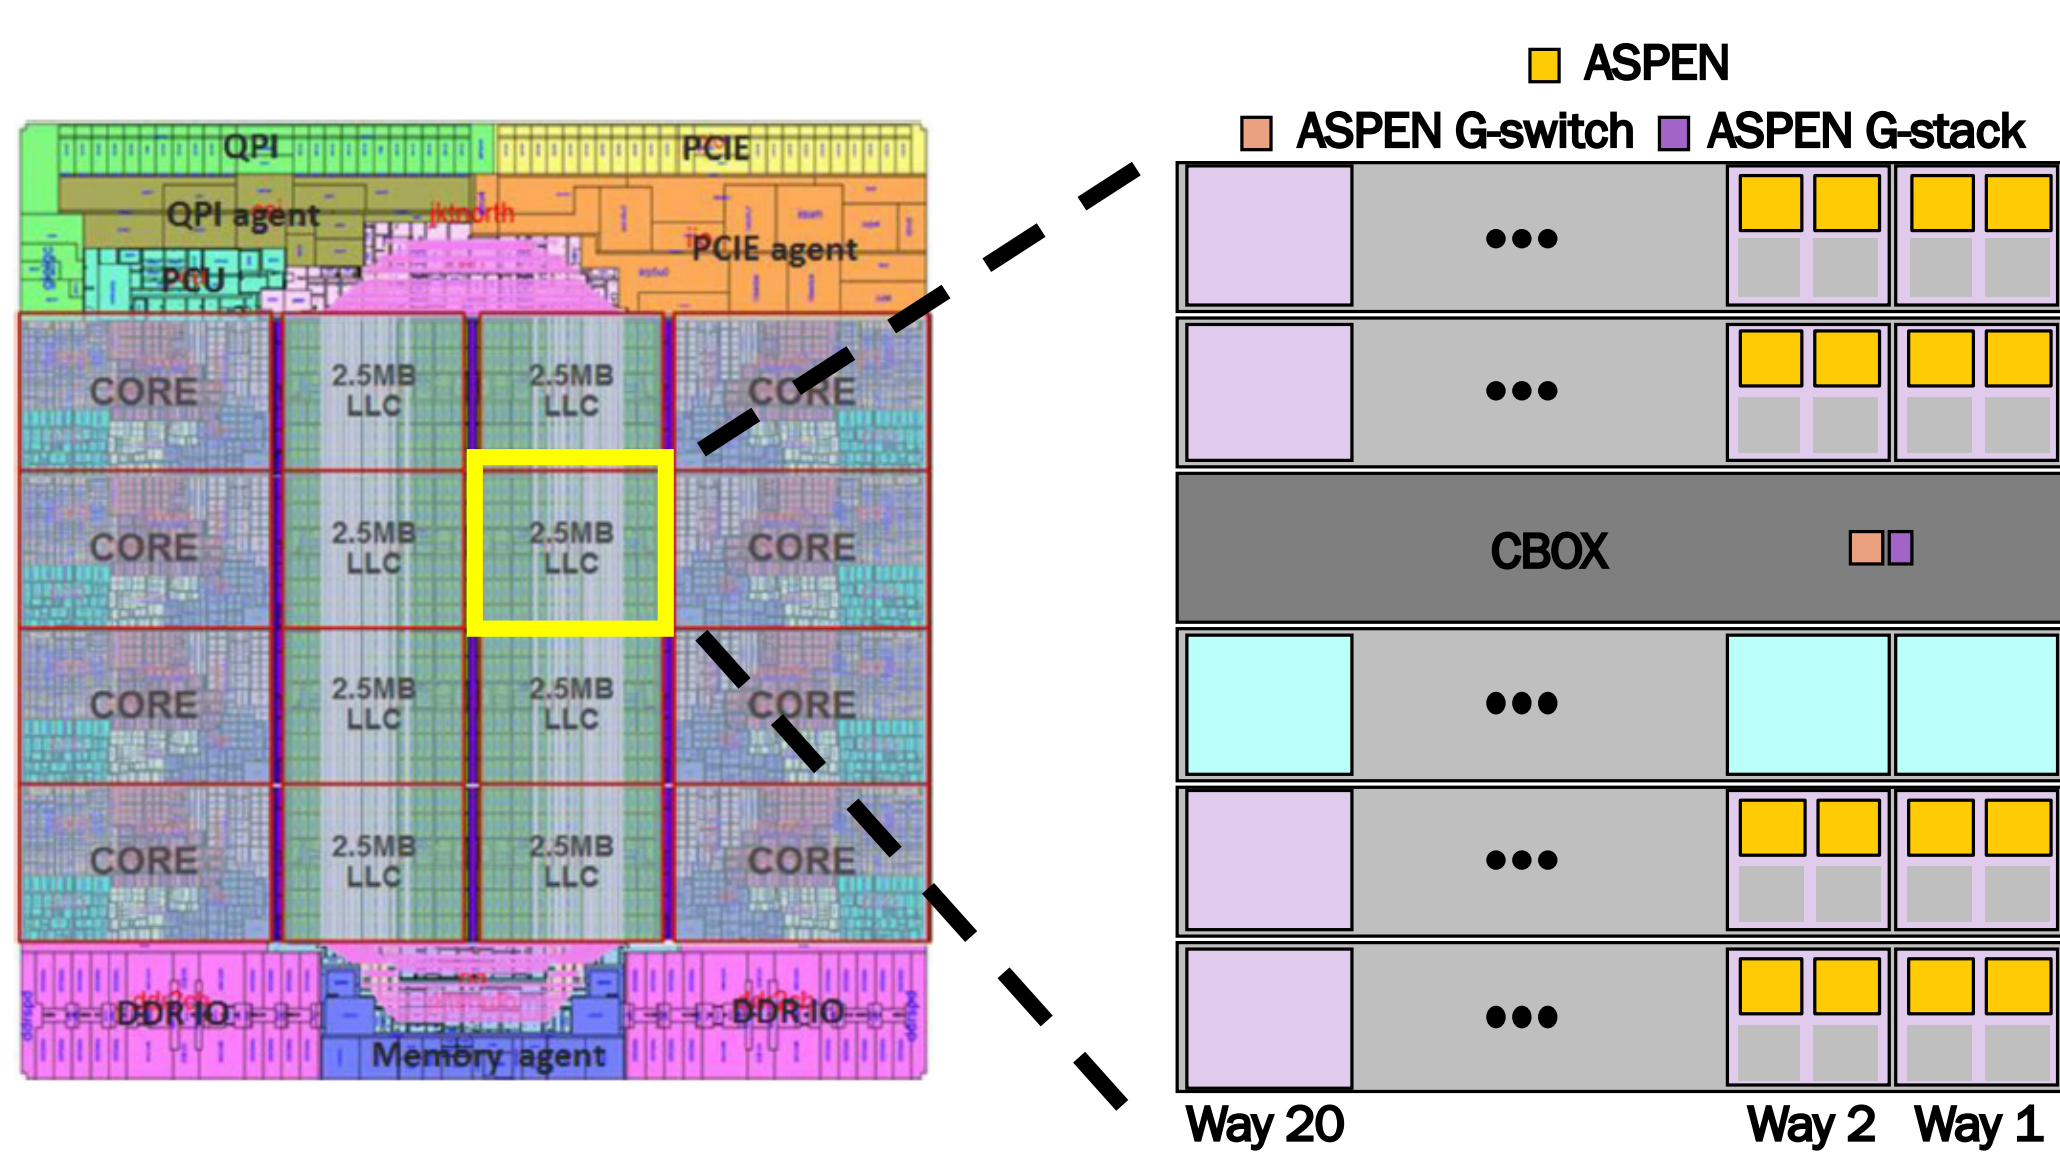 ASPEN
ASPEN G-switch
ASPEN G-stack
QPI
PCIE
QPI agent
jktnorth
PCIE agent
PCU
CORE
2.5MB
LLC
2.5MB
LLC
CORE
CORE
2.5MB
LLC
2.5MB
LLC
CORE
CORE
2.5MB
LLC
2.5MB
LLC
CORE
CORE
2.5MB
LLC
2.5MB
LLC
CORE
DDR IO
DDR IO
Memory agent
CBOX
Way 20
Way 2
Way 1